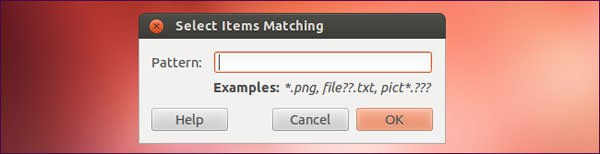 Select Items Matching
Pattern:
Examples: *.png, file??.txt, pict*.???
Help Cancel OK